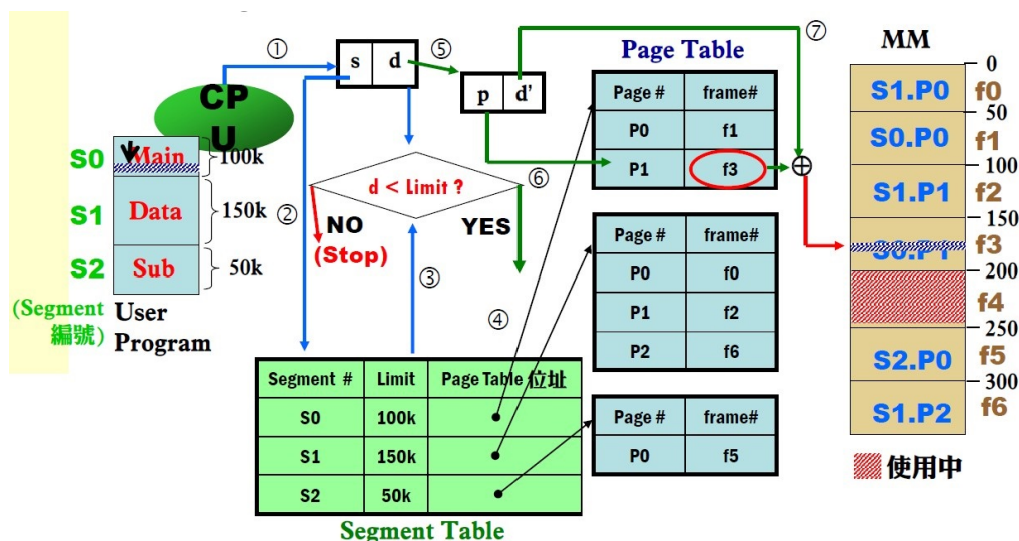 ①
s d
⑤
p d'
⑦
CPU
S0 Main 100k
S1 Data 150k
S2 Sub 50k
(Segment
編號)
User
Program
②
d < Limit ?
NO
(Stop)
YES
⑥
③
④
Segment # Limit Page Table 位址
S0 100k
S1 150k
S2 50k
Segment Table
Page Table
Page # frame#
P0 f1
P1 f3
Page # frame#
P0 f0
P1 f2
P2 f6
Page # frame#
P0 f5
MM
0
S1.P0 f0
50
S0.P0 f1
100
S1.P1 f2
150
S0.P1 f3
200
f4
250
S2.P0 f5
300
S1.P2 f6
使用中